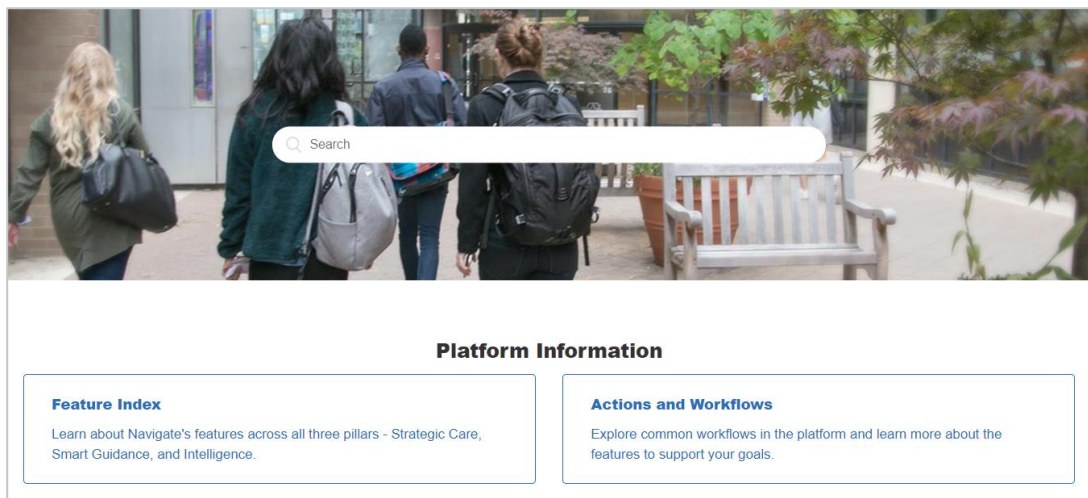 Search
Platform Information
Feature Index
Learn about Navigate's features across all three pillars - Strategic Care,
Smart Guidance, and Intelligence.
Actions and Workflows
Explore common workflows in the platform and learn more about the
features to support your goals.